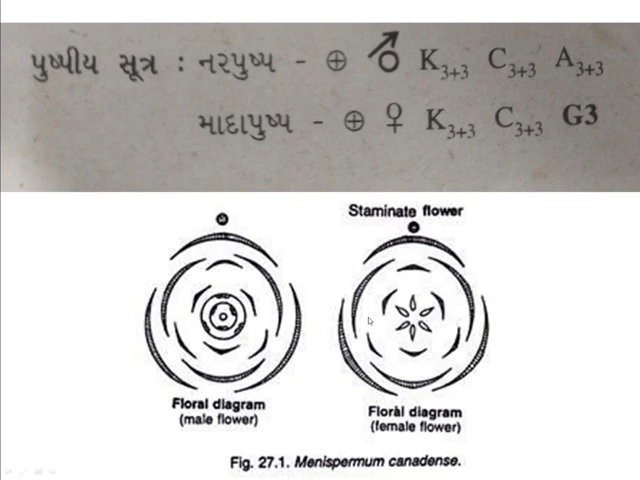 પુષ્પીય સૂત્ર : નરપુષ્પ - ⊕ ♂ K3+3 C3+3 A3+3
માદાપુષ્પ - ⊕ ♀ K3+3 C3+3 G3
Staminate flower
Floral diagram
(male flower)
Floral diagram
(female flower)
Fig. 27.1. Menispermum canadense.